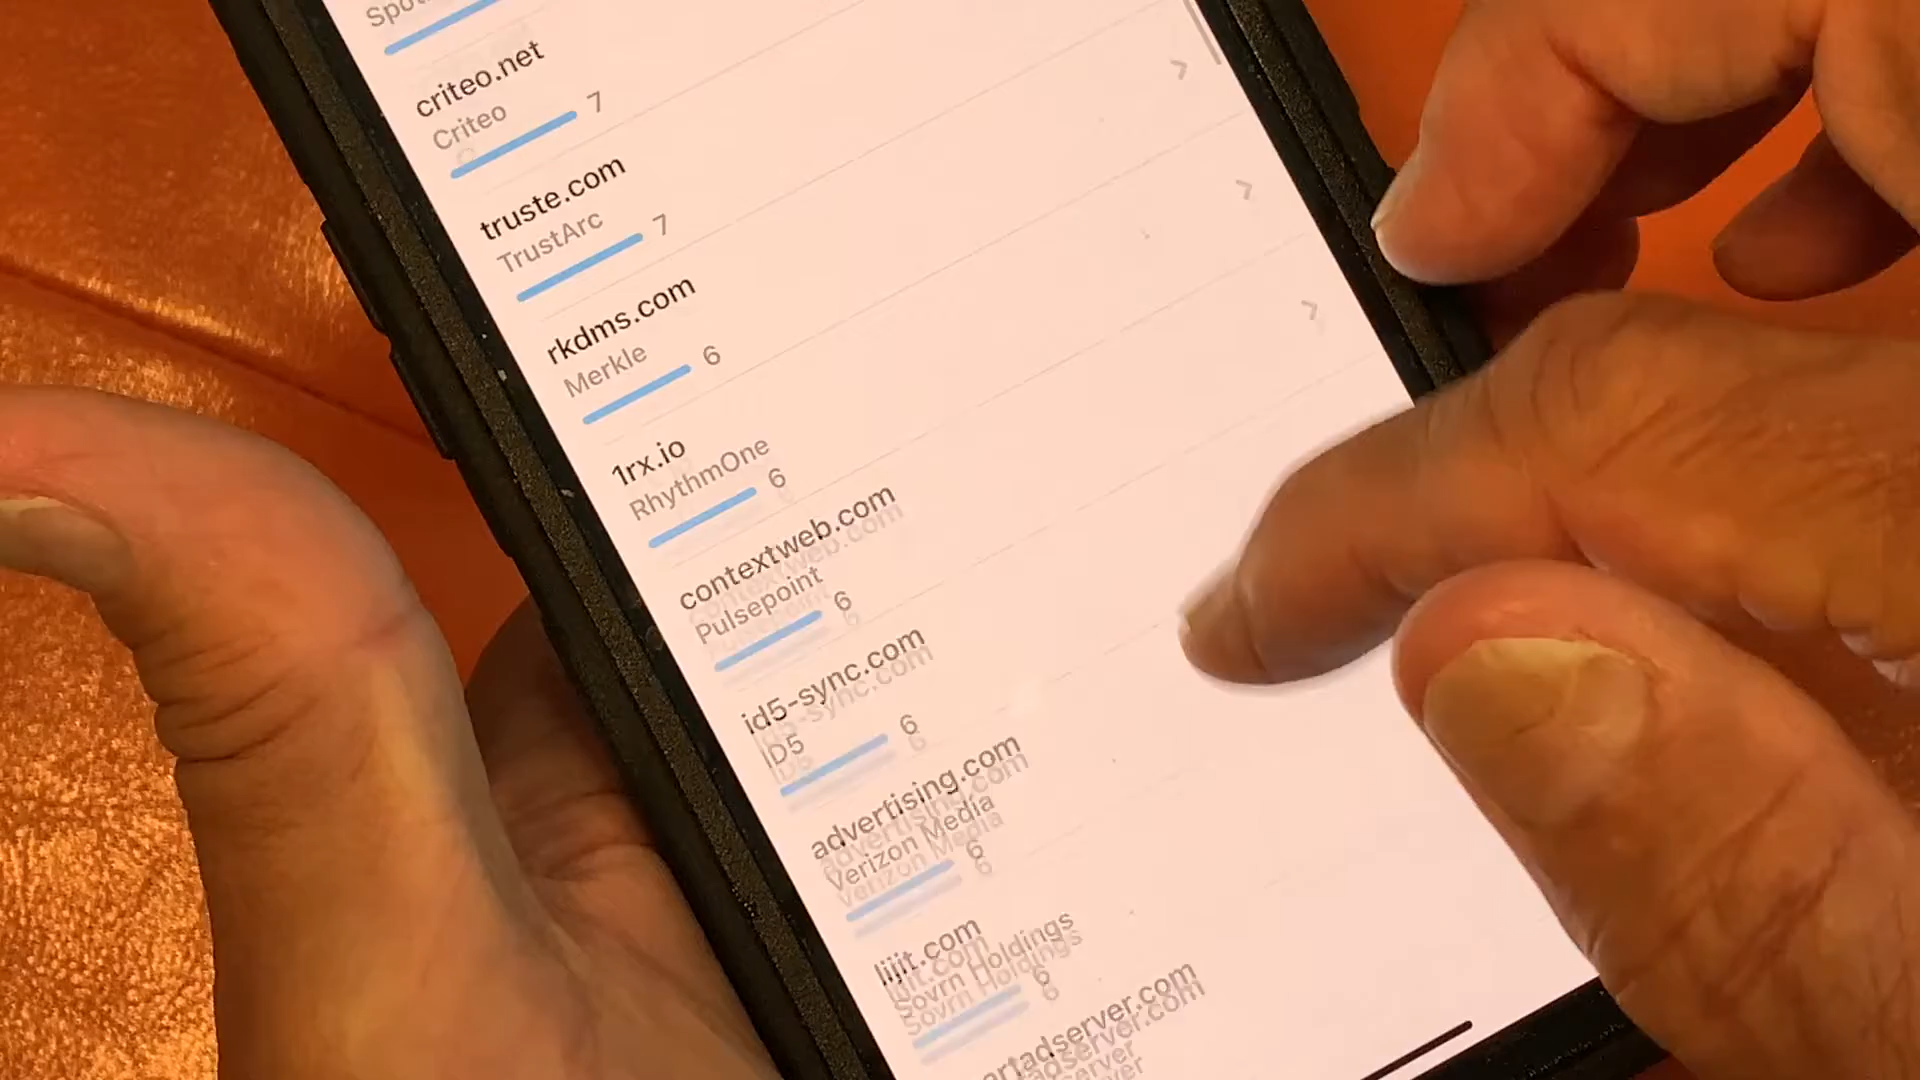 criteo.net
Criteo
7
truste.com
TrustArc
7
rkdms.com
Merkle
6
1rx.io
RhythmOne
6
contextweb.com
Pulsepoint
6
id5-sync.com
ID5
6
advertising.com
Verizon Media
6
lijit.com
Sovrn Holdings
6